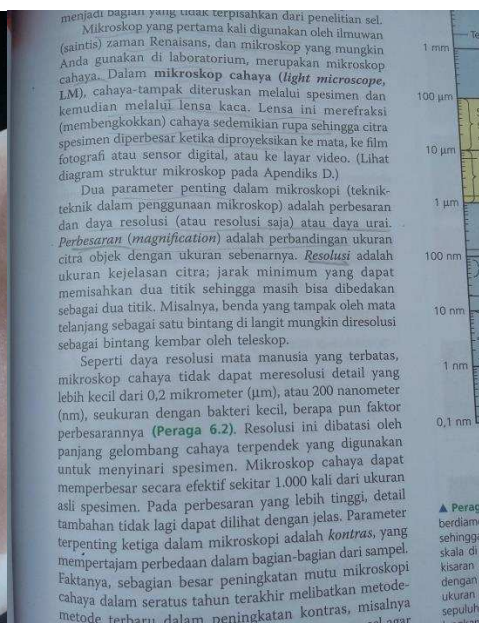 menjadi bagian yang tidak terpisahkan dari penelitian sel.
Mikroskop yang pertama kali digunakan oleh ilmuwan
(saintis) zaman Renaisans, dan mikroskop yang mungkin
Anda gunakan di laboratorium, merupakan mikroskop
cahaya. Dalam mikroskop cahaya (light microscope,
LM), cahaya-tampak diteruskan melalui spesimen dan
kemudian melalui lensa kaca. Lensa ini merefraksi
(membengkokkan) cahaya sedemikian rupa sehingga citra
spesimen diperbesar ketika diproyeksikan ke mata, ke film
fotografi atau sensor digital, atau ke layar video. (Lihat
diagram struktur mikroskop pada Apendiks D.)
Dua parameter penting dalam mikroskopi (teknik-
teknik dalam penggunaan mikroskop) adalah perbesaran
dan daya resolusi (atau resolusi saja) atau daya urai.
Perbesaran (magnification) adalah perbandingan ukuran
citra objek dengan ukuran sebenarnya. Resolusi adalah
ukuran kejelasan citra; jarak minimum yang dapat
memisahkan dua titik sehingga masih bisa dibedakan
sebagai dua titik. Misalnya, benda yang tampak oleh mata
telanjang sebagai satu bintang di langit mungkin diresolusi
sebagai bintang kembar oleh teleskop.
Seperti daya resolusi mata manusia yang terbatas,
mikroskop cahaya tidak dapat meresolusi detail yang
lebih kecil dari 0,2 mikrometer (µm), atau 200 nanometer
(nm), seukuran dengan bakteri kecil, berapa pun faktor
perbesarannya (Peraga 6.2). Resolusi ini dibatasi oleh
panjang gelombang cahaya terpendek yang digunakan
untuk menyinari spesimen. Mikroskop cahaya dapat
memperbesar secara efektif sekitar 1.000 kali dari ukuran
asli spesimen. Pada perbesaran yang lebih tinggi, detail
tambahan tidak lagi dapat dilihat dengan jelas. Parameter
terpenting ketiga dalam mikroskopi adalah kontras, yang
mempertajam perbedaan dalam bagian-bagian dari sampel.
Faktanya, sebagian besar peningkatan mutu mikroskopi
cahaya dalam seratus tahun terakhir melibatkan metode-
metode terbaru dalam peningkatan kontras, misalnya
1 mm
100 µm
10 µm
1 µm
100 nm
10 nm
1 nm
0,1 nm
▲ Perag
berdiam
sehingga
skala di
kisaran
dengan
ukuran
sepuluh